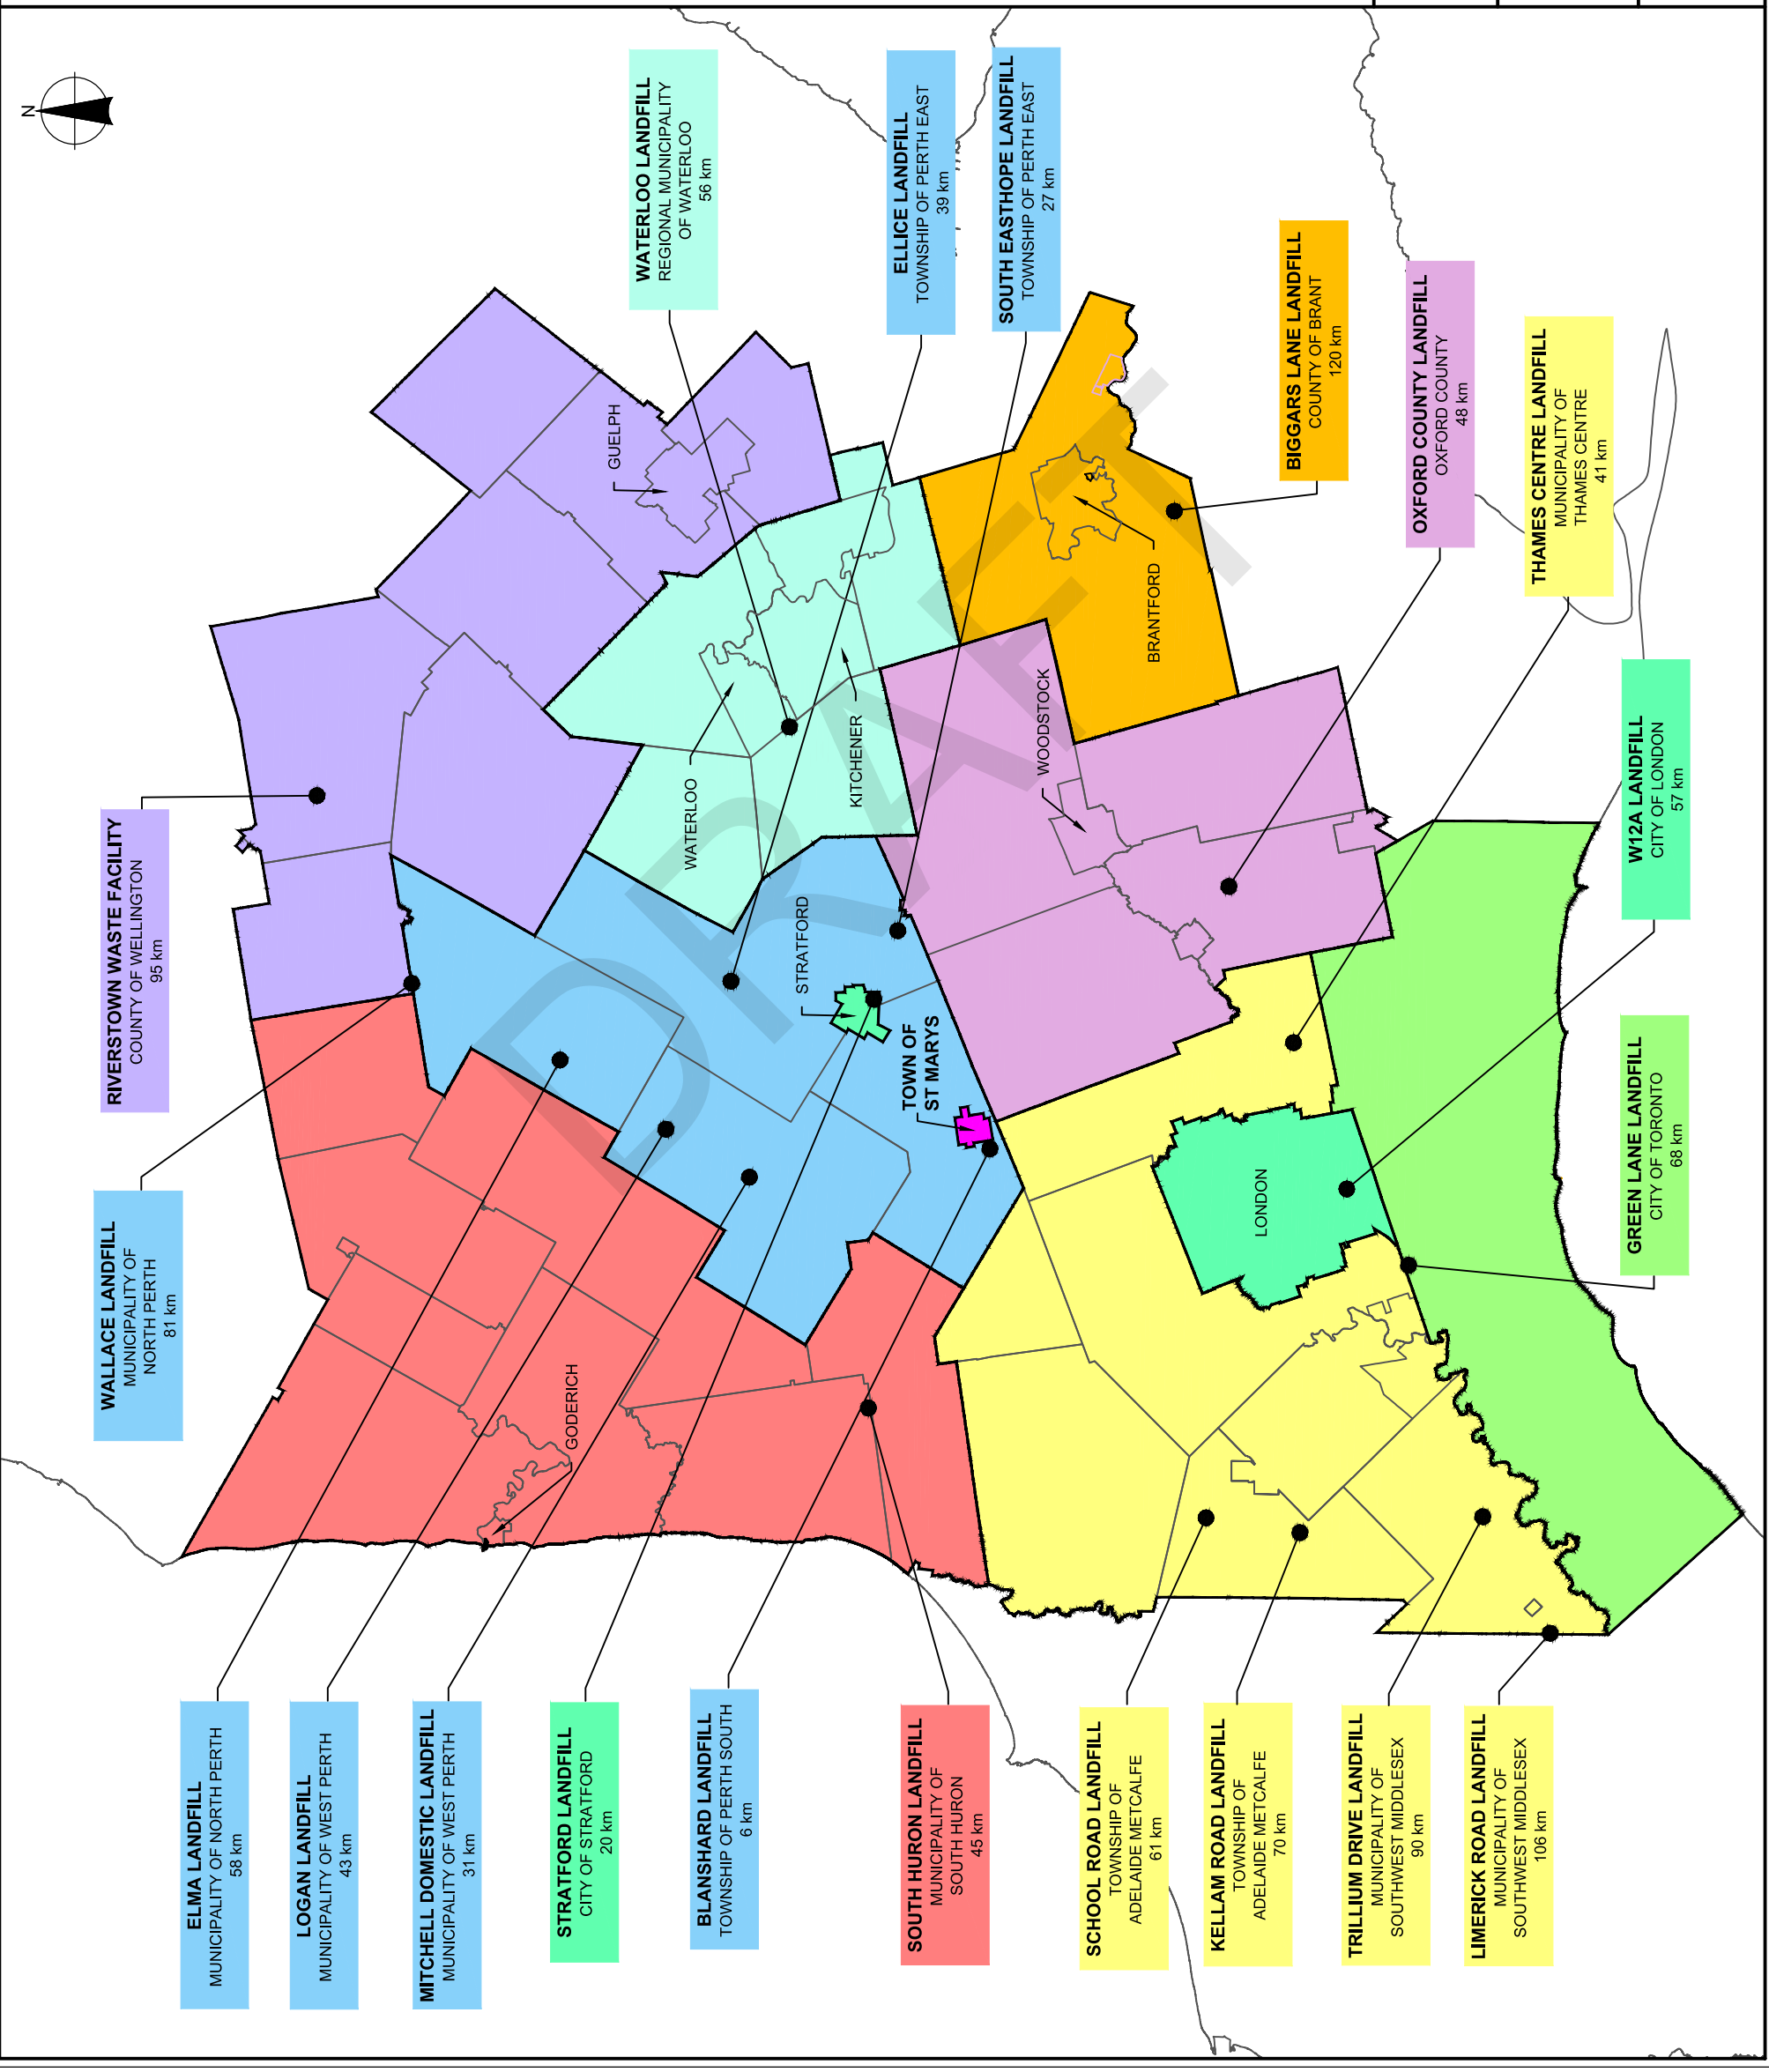 N
WALLACE LANDFILL
MUNICIPALITY OF
NORTH PERTH
81 km
RIVERSTOWN WASTE FACILITY
COUNTY OF WELLINGTON
95 km
ELMA LANDFILL
MUNICIPALITY OF NORTH PERTH
58 km
LOGAN LANDFILL
MUNICIPALITY OF WEST PERTH
43 km
MITCHELL DOMESTIC LANDFILL
MUNICIPALITY OF WEST PERTH
31 km
STRATFORD LANDFILL
CITY OF STRATFORD
20 km
BLANSHARD LANDFILL
TOWNSHIP OF PERTH SOUTH
6 km
SOUTH HURON LANDFILL
MUNICIPALITY OF
SOUTH HURON
45 km
SCHOOL ROAD LANDFILL
TOWNSHIP OF
ADELAIDE METCALFE
61 km
KELLAM ROAD LANDFILL
TOWNSHIP OF
ADELAIDE METCALFE
70 km
TRILLIUM DRIVE LANDFILL
MUNICIPALITY OF
SOUTHWEST MIDDLESEX
90 km
LIMERICK ROAD LANDFILL
MUNICIPALITY OF
SOUTHWEST MIDDLESEX
106 km
GODERICH
STRATFORD
TOWN OF
ST MARYS
LONDON
WATERLOO
KITCHENER
GUELPH
WOODSTOCK
BRANTFORD
DRAFT
WATERLOO LANDFILL
REGIONAL MUNICIPALITY
OF WATERLOO
56 km
ELLICE LANDFILL
TOWNSHIP OF PERTH EAST
39 km
SOUTH EASTHOPE LANDFILL
TOWNSHIP OF PERTH EAST
27 km
BIGGARS LANE LANDFILL
COUNTY OF BRANT
120 km
OXFORD COUNTY LANDFILL
OXFORD COUNTY
48 km
THAMES CENTRE LANDFILL
MUNICIPALITY OF
THAMES CENTRE
41 km
W12A LANDFILL
CITY OF LONDON
57 km
GREEN LANE LANDFILL
CITY OF TORONTO
68 km